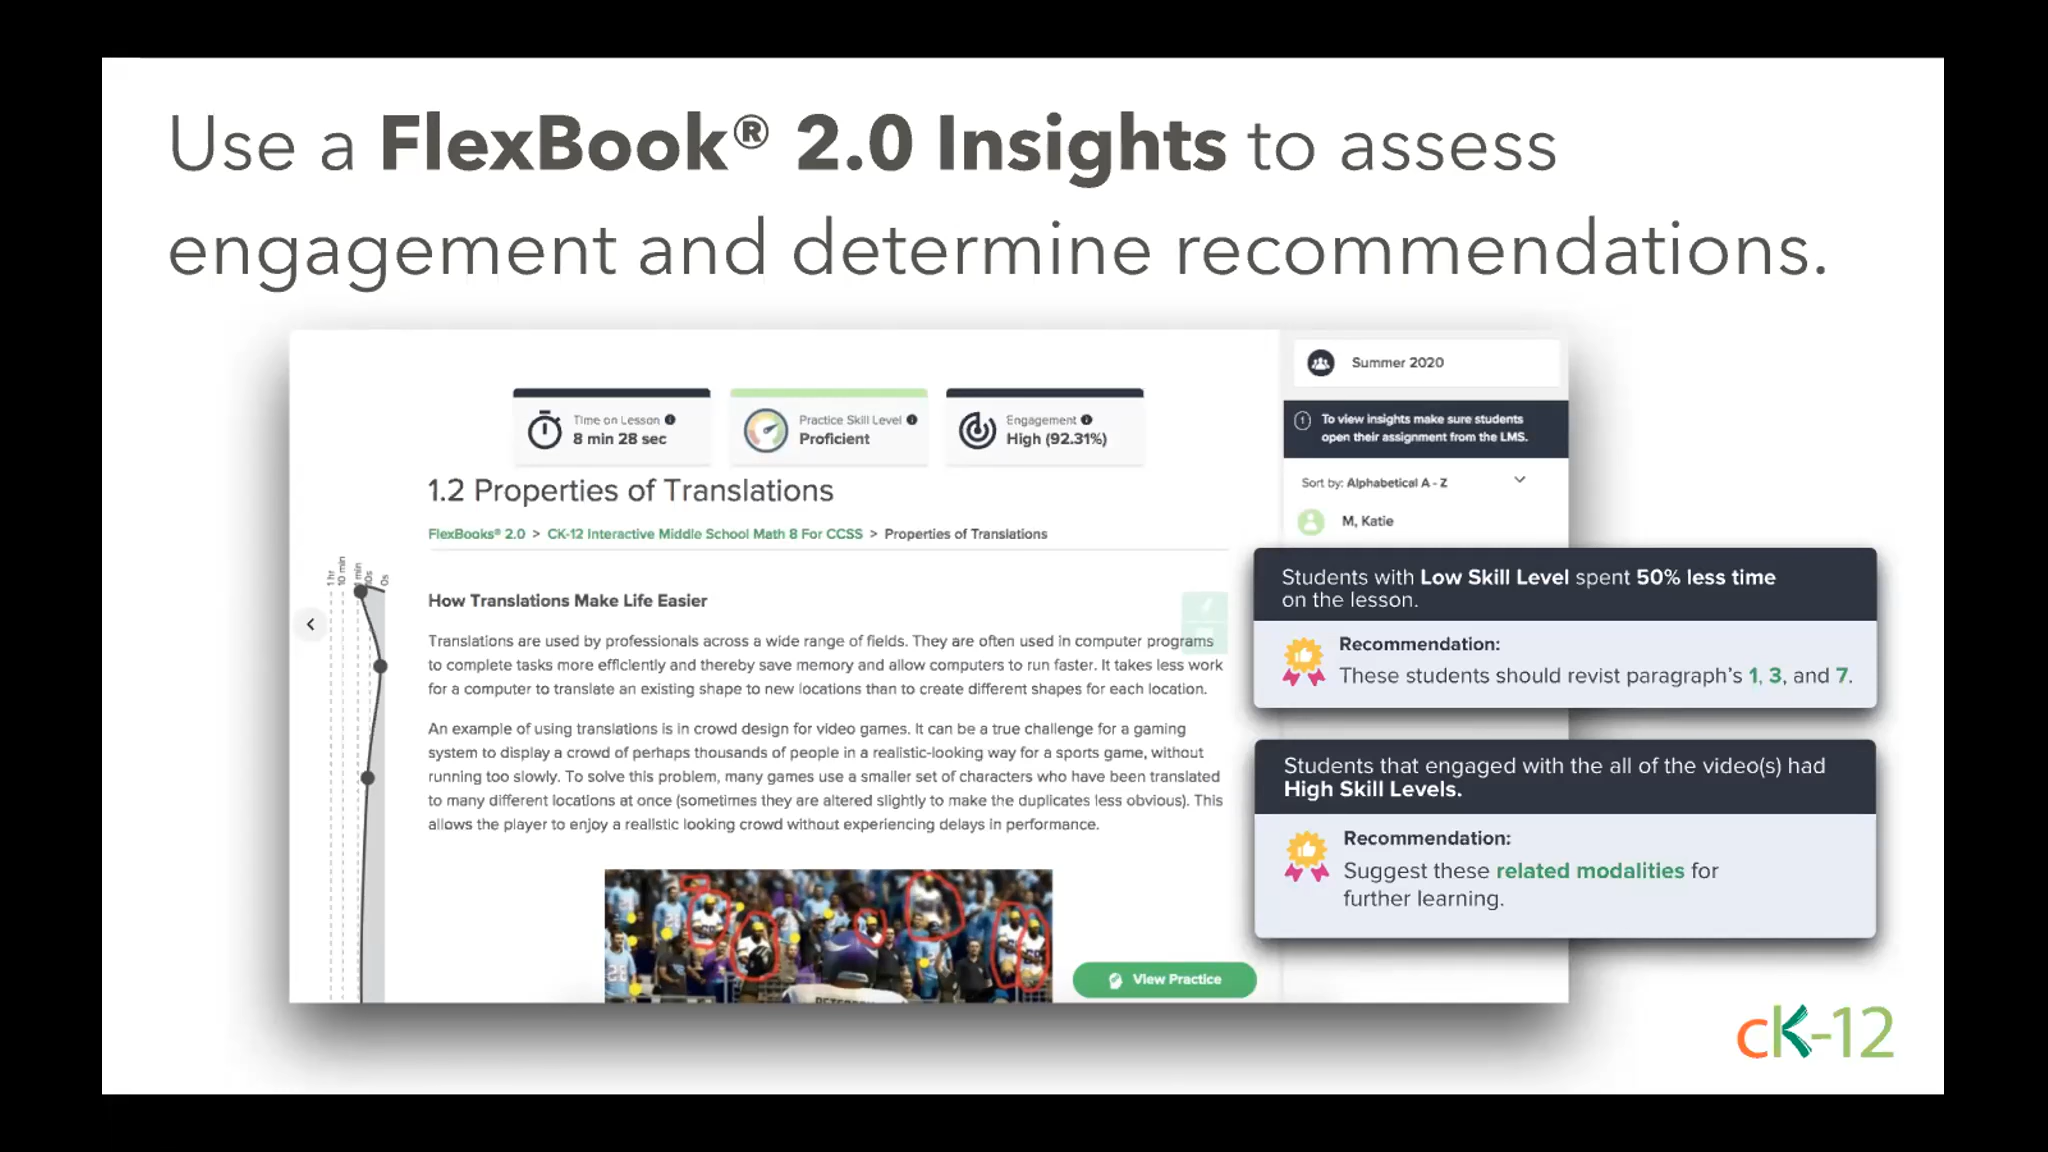 Use a FlexBook® 2.0 Insights to assess
engagement and determine recommendations.
Time on Lesson
8 min 28 sec
Practice Skill Level
Proficient
Engagement
High (92.31%)
1.2 Properties of Translations
FlexBooks® 2.0 > CK-12 Interactive Middle School Math 8 For CCSS > Properties of Translations
1 hr
10 min
1 min
10s
0s
How Translations Make Life Easier
Translations are used by professionals across a wide range of fields. They are often used in computer programs
to complete tasks more efficiently and thereby save memory and allow computers to run faster. It takes less work
for a computer to translate an existing shape to new locations than to create different shapes for each location.
An example of using translations is in crowd design for video games. It can be a true challenge for a gaming
system to display a crowd of perhaps thousands of people in a realistic-looking way for a sports game, without
running too slowly. To solve this problem, many games use a smaller set of characters who have been translated
to many different locations at once (sometimes they are altered slightly to make the duplicates less obvious). This
allows the player to enjoy a realistic looking crowd without experiencing delays in performance.
View Practice
Summer 2020
To view insights make sure students
open their assignment from the LMS.
Sort by: Alphabetical A - Z
M, Katie
Students with Low Skill Level spent 50% less time
on the lesson.
Recommendation:
These students should revist paragraph's 1, 3, and 7.
Students that engaged with the all of the video(s) had
High Skill Levels.
Recommendation:
Suggest these related modalities for
further learning.
cK-12